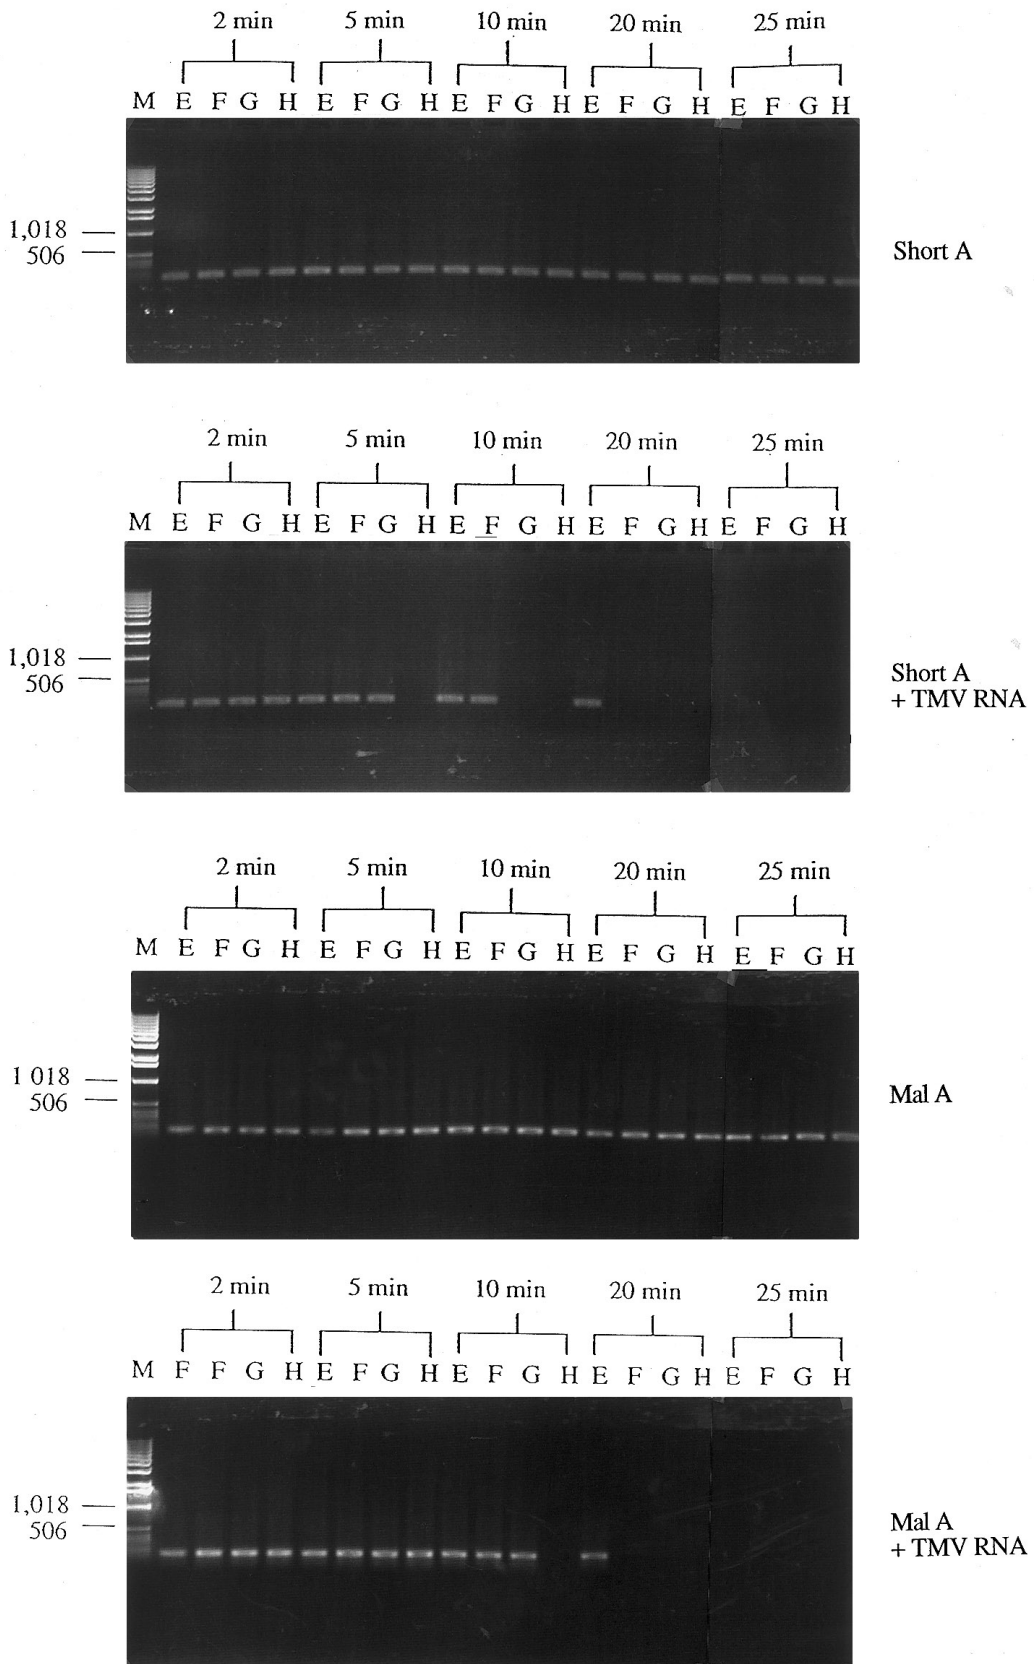 2 min 5 min 10 min 20 min 25 min
M E F G H E F G H E F G H E F G H E F G H
1,018
506
Short A
2 min 5 min 10 min 20 min 25 min
M E F G H E F G H E F G H E F G H E F G H
1,018
506
Short A
+ TMV RNA
2 min 5 min 10 min 20 min 25 min
M E F G H E F G H E F G H E F G H E F G H
1 018
506
Mal A
2 min 5 min 10 min 20 min 25 min
M F F G H E F G H E F G H E F G H E F G H
1,018
506
Mal A
+ TMV RNA